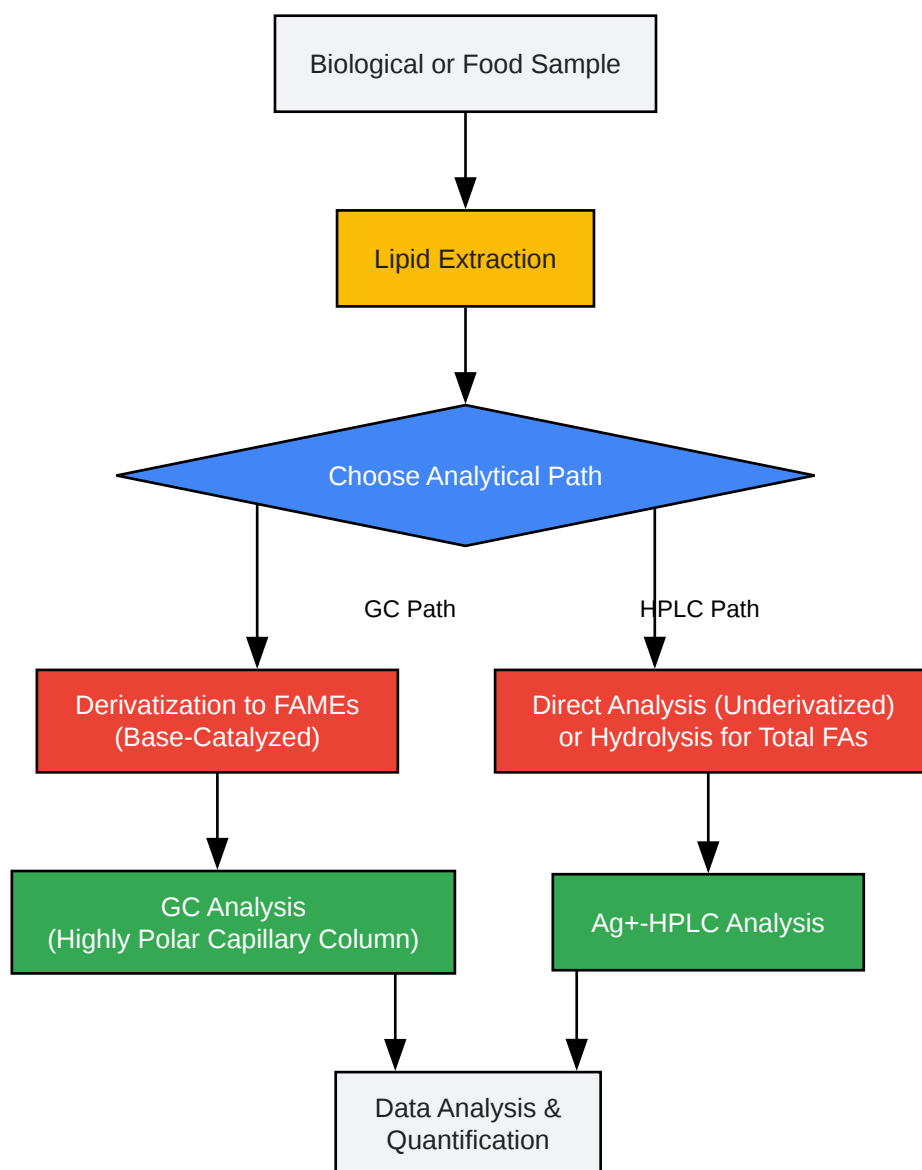 Biological or Food Sample
Lipid Extraction
Choose Analytical Path
GC Path
HPLC Path
Derivatization to FAMEs
(Base-Catalyzed)
Direct Analysis (Underivatized)
or Hydrolysis for Total FAs
GC Analysis
(Highly Polar Capillary Column)
Ag+-HPLC Analysis
Data Analysis &
Quantification